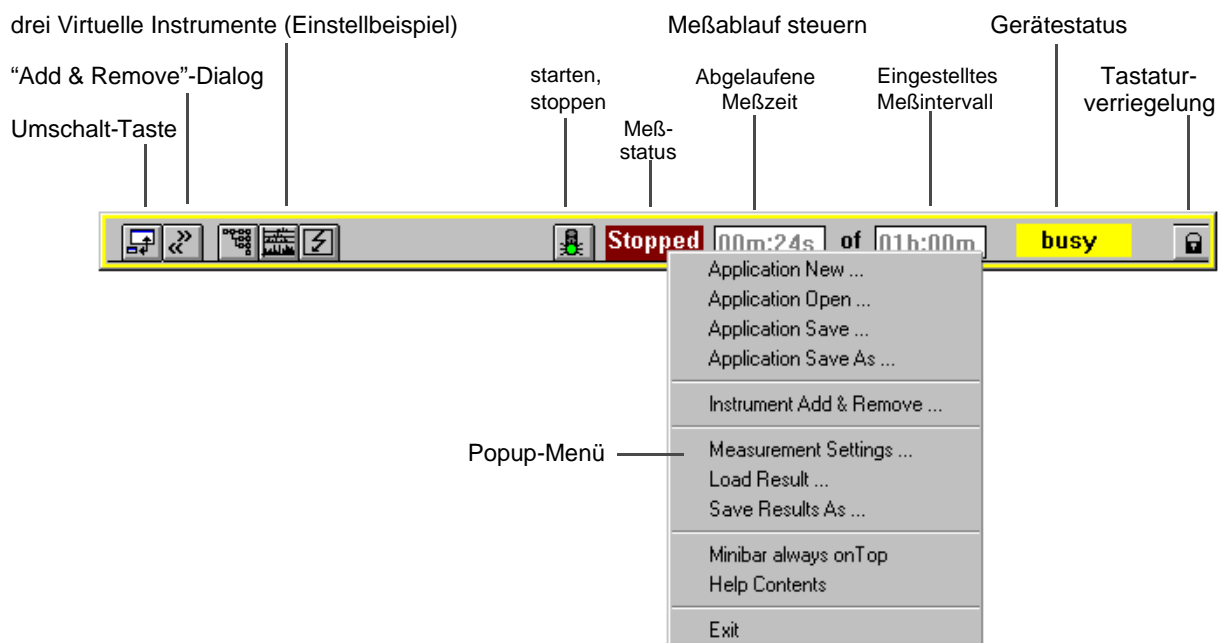 drei Virtuelle Instrumente (Einstellbeispiel)
Meßablauf steuern
Gerätestatus
“Add & Remove”-Dialog
Umschalt-Taste
starten,
stoppen
Meß-
status
Abgelaufene
Meßzeit
Eingestelltes
Meßintervall
Tastatur-
verriegelung
Stopped 00m:24s of 01h:00m busy
Application New ...
Application Open ...
Application Save ...
Application Save As ...
Instrument Add & Remove ...
Popup-Menü
Measurement Settings ...
Load Result ...
Save Results As ...
Minibar always onTop
Help Contents
Exit